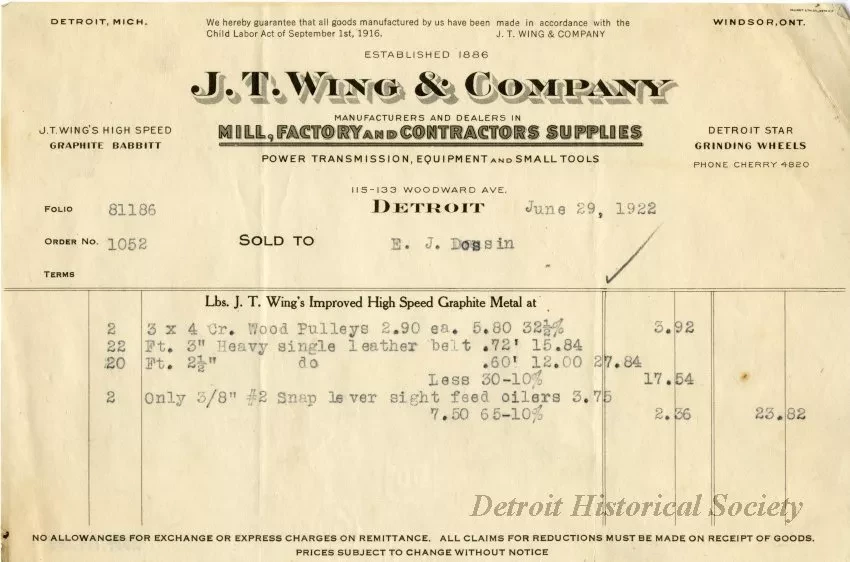 DETROIT, MICH.
We hereby guarantee that all goods manufactured by us have been made in accordance with the
Child Labor Act of September 1st, 1916. J. T. WING & COMPANY
WINDSOR, ONT.
ESTABLISHED 1886
J. T. WING & COMPANY
MANUFACTURERS AND DEALERS IN
MILL, FACTORY AND CONTRACTORS SUPPLIES
POWER TRANSMISSION, EQUIPMENT AND SMALL TOOLS
J. T. WING'S HIGH SPEED
GRAPHITE BABBITT
DETROIT STAR
GRINDING WHEELS
PHONE CHERRY 4820
115-133 WOODWARD AVE.
DETROIT June 29, 1922
FOLIO 81186
ORDER NO. 1052 SOLD TO E. J. Dossin
TERMS
Lbs. J. T. Wing's Improved High Speed Graphite Metal at
2 3 x 4 Cr. Wood Pulleys 2.90 ea. 5.80 32½% 3.92
22 Ft. 3" Heavy single leather belt .72' 15.84
20 Ft. 2½" do .60' 12.00 27.84
Less 30-10% 17.54
2 Only 3/8" #2 Snap lever sight feed oilers 3.75
7.50 65-10% 2.36 23.82
Detroit Historical Society
NO ALLOWANCES FOR EXCHANGE OR EXPRESS CHARGES ON REMITTANCE. ALL CLAIMS FOR REDUCTIONS MUST BE MADE ON RECEIPT OF GOODS.
PRICES SUBJECT TO CHANGE WITHOUT NOTICE